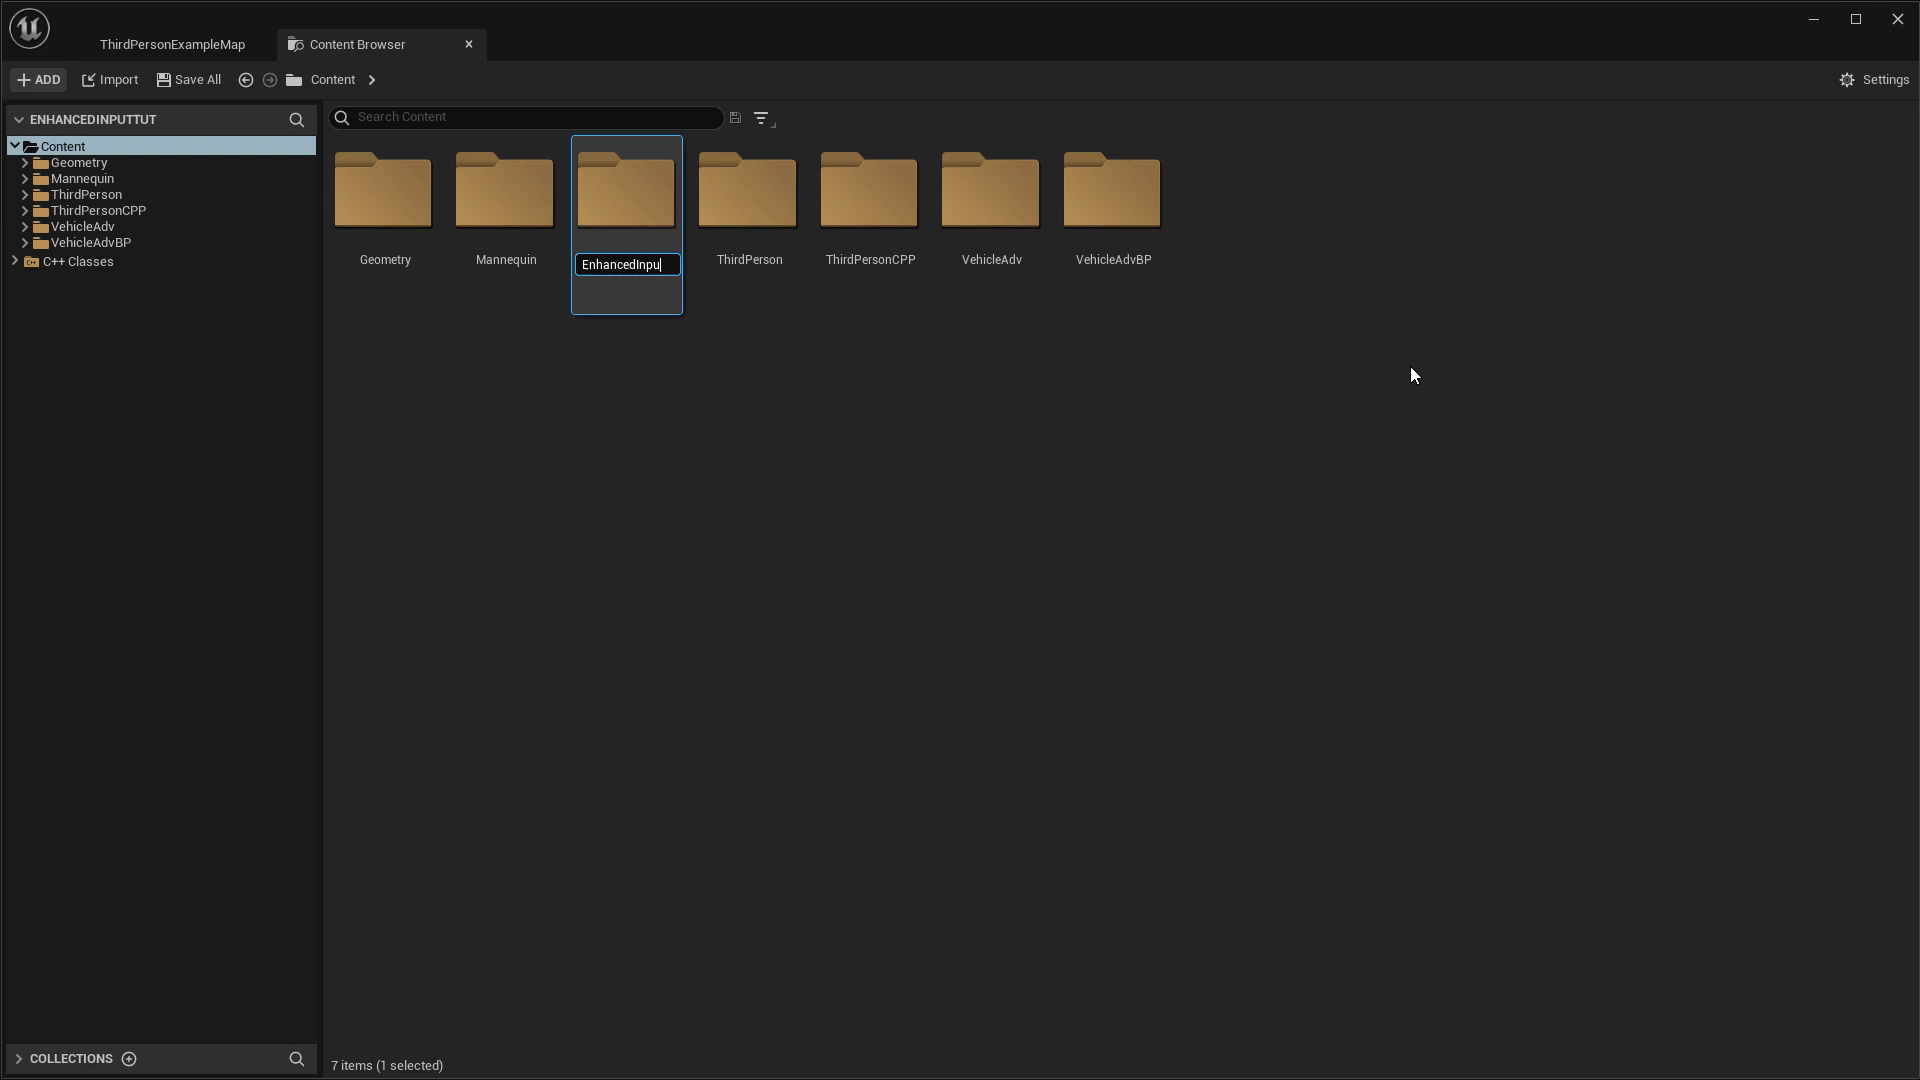 ThirdPersonExampleMap
Content Browser
ADD
Import
Save All
Content
Settings
ENHANCEDINPUTTUT
Search Content
Content
Geometry
Mannequin
ThirdPerson
ThirdPersonCPP
VehicleAdv
VehicleAdvBP
C++ Classes
Geometry
Mannequin
EnhancedInpu
ThirdPerson
ThirdPersonCPP
VehicleAdv
VehicleAdvBP
COLLECTIONS
7 items (1 selected)